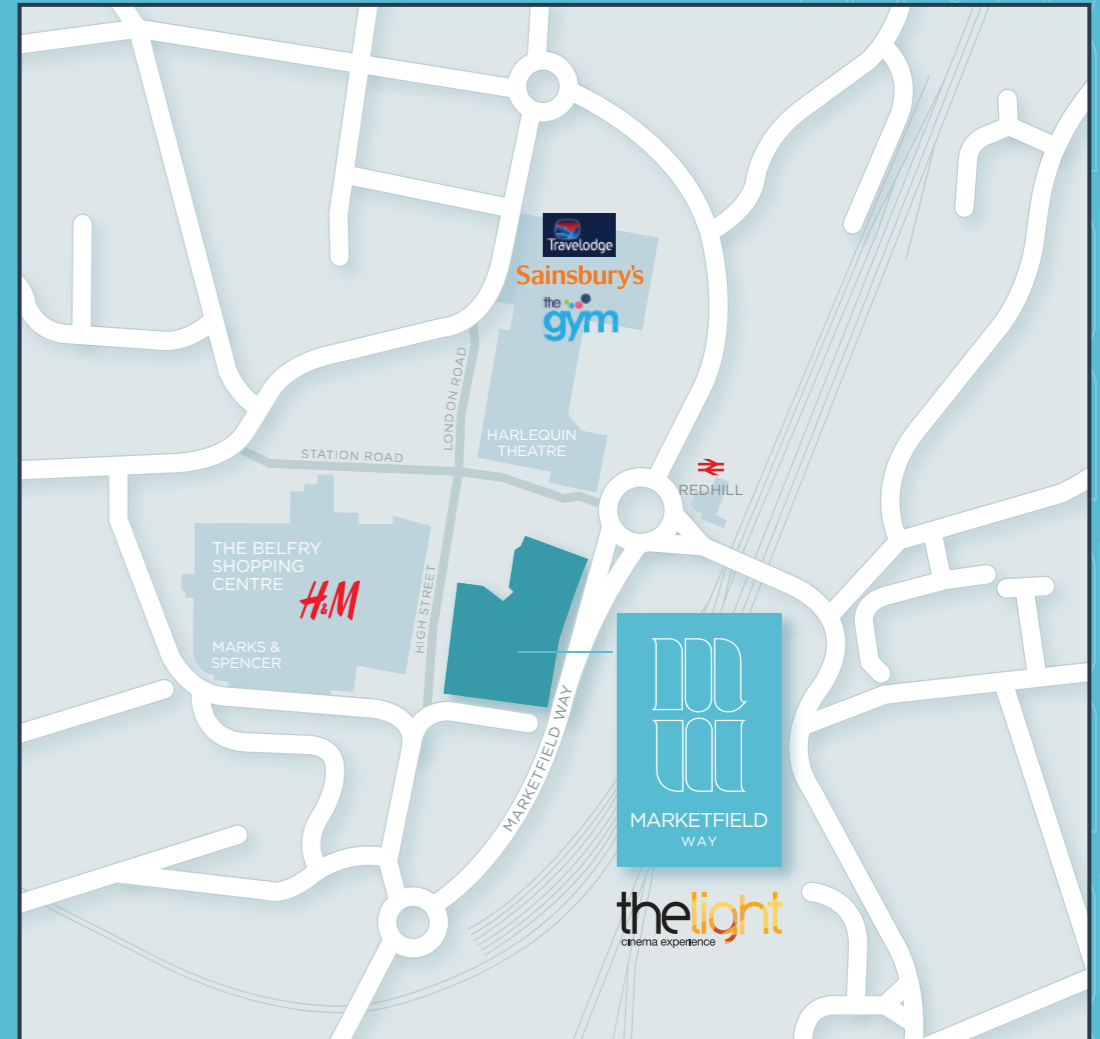 Travelodge
Sainsbury's
the
gym
LONDON ROAD
HARLEQUIN
THEATRE
STATION ROAD
REDHILL
THE BELFRY
SHOPPING
CENTRE
H&M
MARKS &
SPENCER
HIGH STREET
MARKETFIELD WAY
MARKETFIELD
WAY
thelight
cinema experience